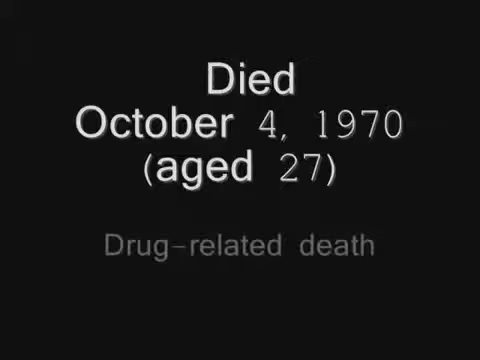 Died
October 4, 1970
(aged 27)
Drug-related death